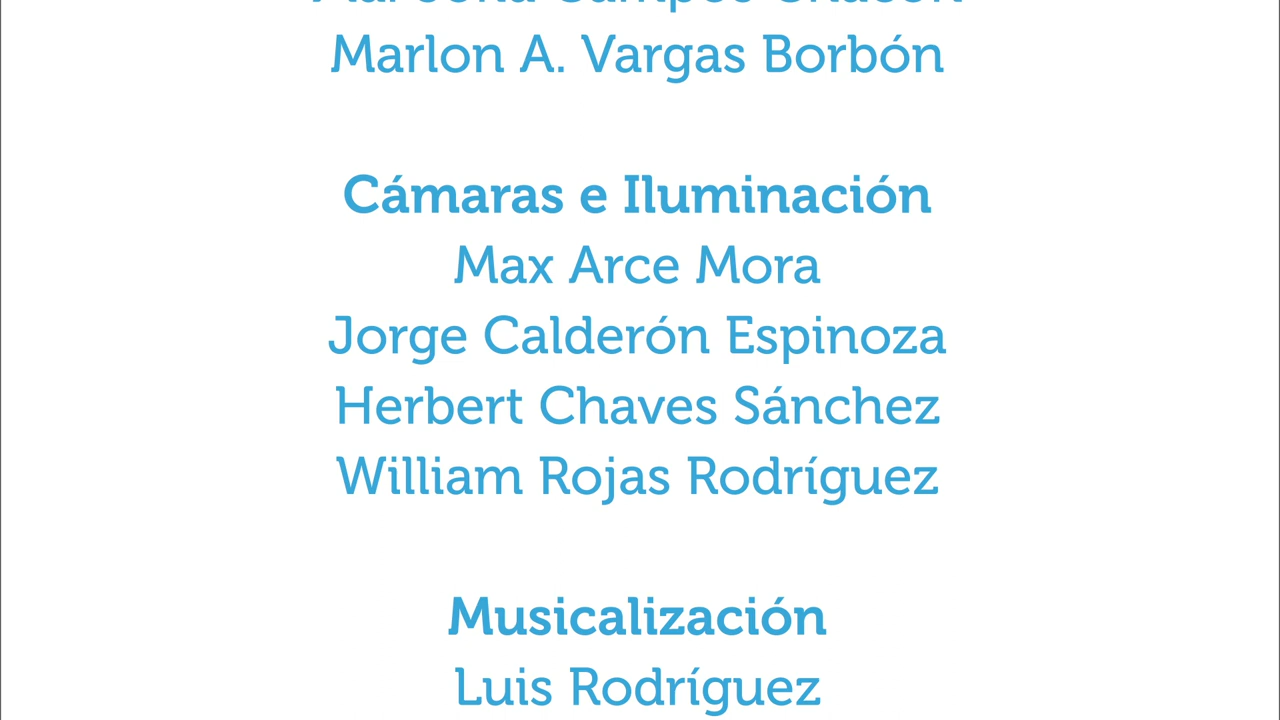 Marlon A. Vargas Borbón
Cámaras e Iluminación
Max Arce Mora
Jorge Calderón Espinoza
Herbert Chaves Sánchez
William Rojas Rodríguez
Musicalización
Luis Rodríguez